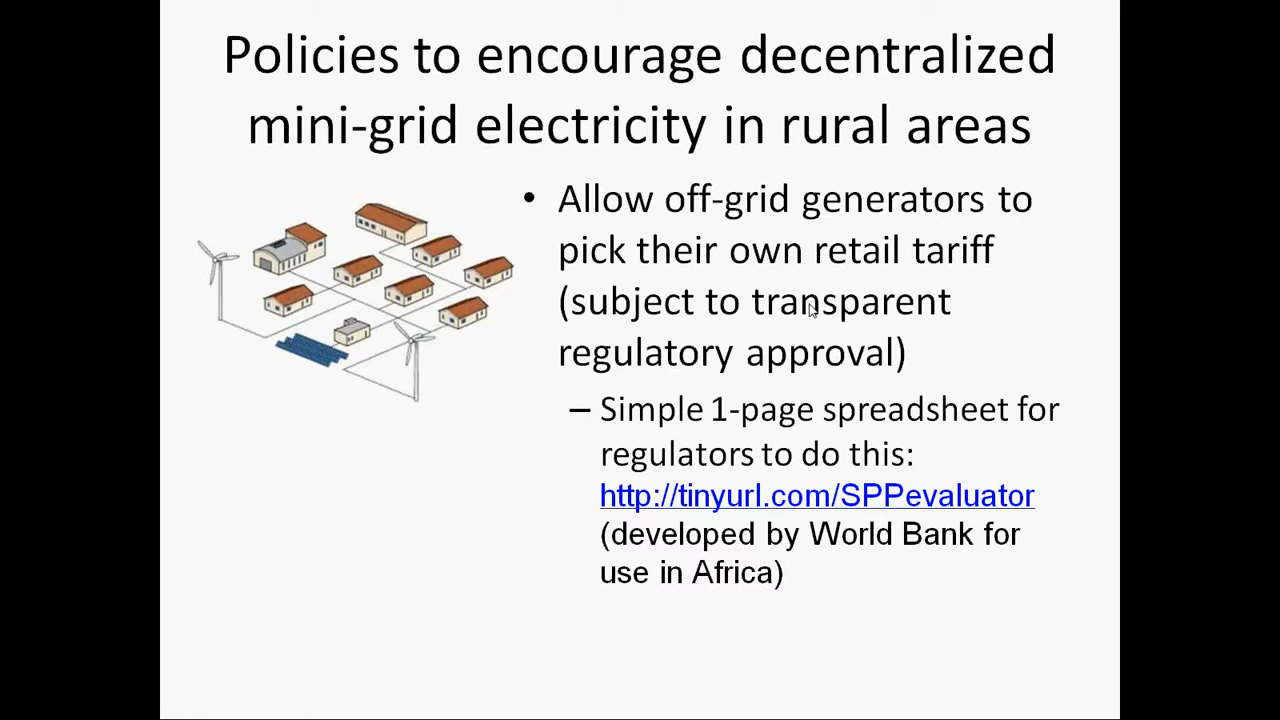 Policies to encourage decentralized
mini-grid electricity in rural areas
• Allow off-grid generators to
pick their own retail tariff
(subject to transparent
regulatory approval)
– Simple 1-page spreadsheet for
regulators to do this:
http://tinyurl.com/SPPevaluator
(developed by World Bank for
use in Africa)